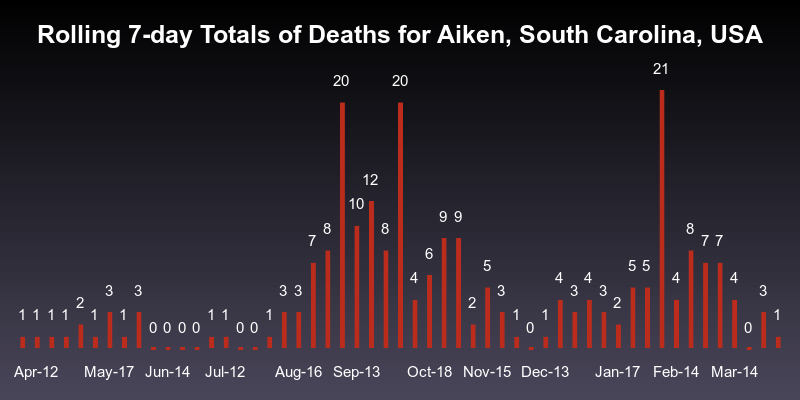 Rolling 7-day Totals of Deaths for Aiken, South Carolina, USA
1 1 1 1 2 1 3 1 3 0 0 0 0 1 1 0 0 1 3 3 7 8 20 10 12 8 20 4 6 9 9 2 5 3 1 0 1 4 3 4 3 2 5 5 21 4 8 7 7 4 0 3 1
Apr-12 May-17 Jun-14 Jul-12 Aug-16 Sep-13 Oct-18 Nov-15 Dec-13 Jan-17 Feb-14 Mar-14